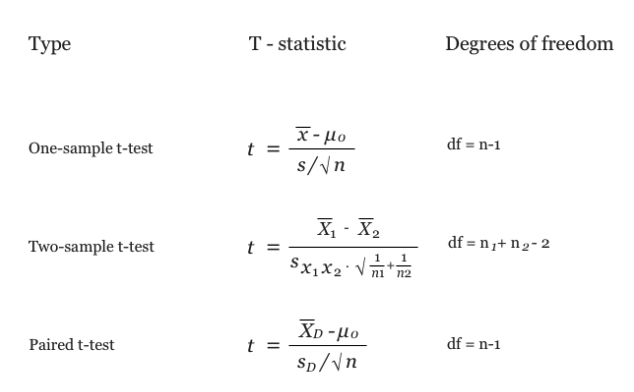 Type T - statistic Degrees of freedom
One-sample t-test t = x̅ - μ₀ / s/√n df = n-1
Two-sample t-test t = X̅₁ - X̅₂ / s x₁x₂ · √ 1/n1 + 1/n2 df = n₁+ n₂- 2
Paired t-test t = X̅_D - μ₀ / s_D/√n df = n-1